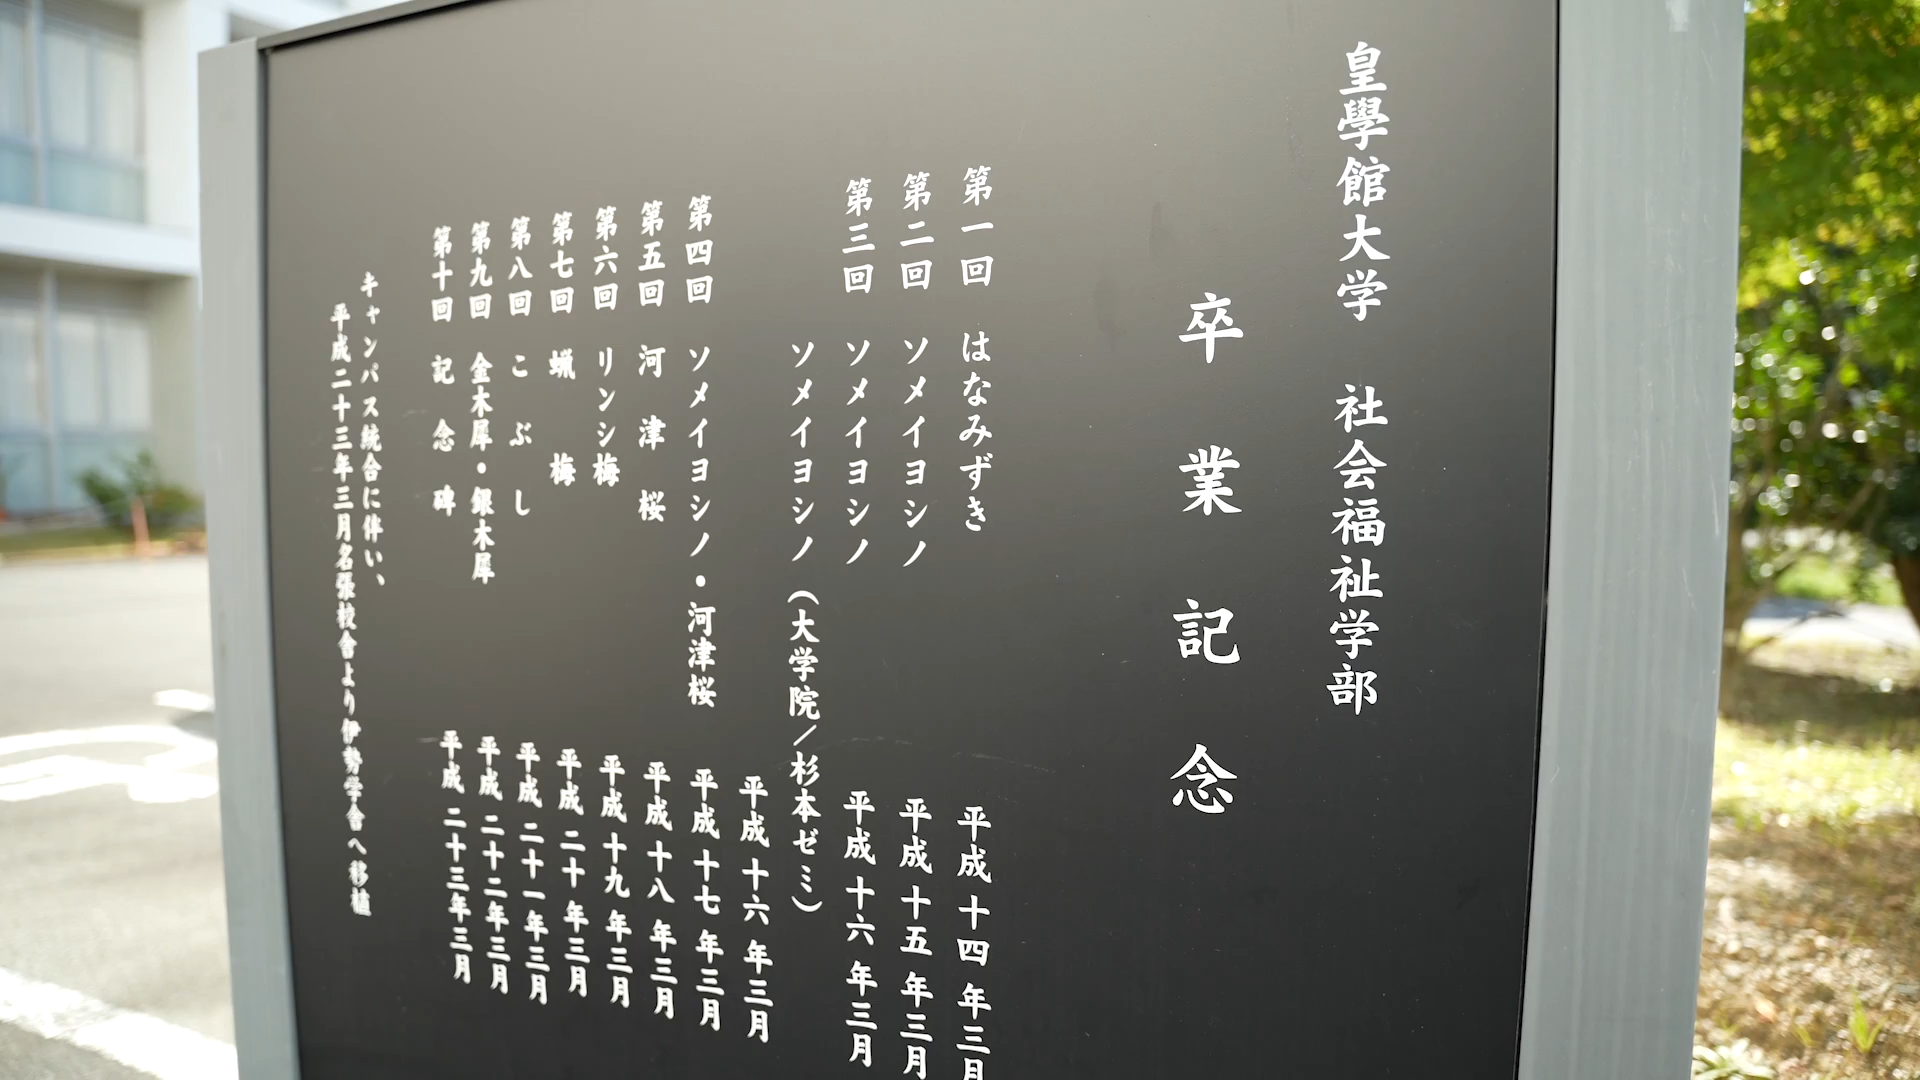 皇學館大学 社会福祉学部
卒業記念
第一回 はなみずき 平成十四年三月
第二回 ソメイヨシノ 平成十五年三月
第三回 ソメイヨシノ 平成十六年三月
ソメイヨシノ(大学院/杉本ゼミ) 平成十六年三月
第四回 ソメイヨシノ・河津桜 平成十七年三月
第五回 河津桜 平成十八年三月
第六回 リンシ梅 平成十九年三月
第七回 蝋梅 平成二十年三月
第八回 こぶし 平成二十一年三月
第九回 金木犀・銀木犀 平成二十二年三月
第十回 記念碑 平成二十三年三月
キャンパス統合に伴い、
平成二十三年三月名張校舎より伊勢学舎へ移植